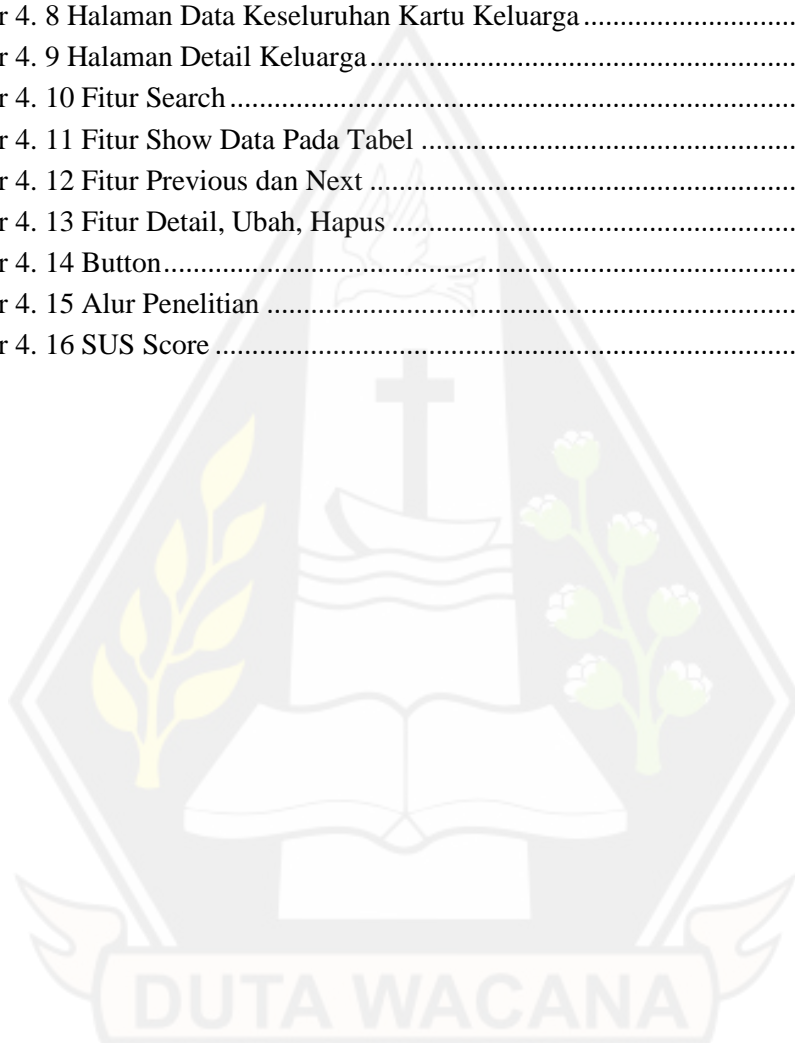 r 4. 8 Halaman Data Keseluruhan Kartu Keluarga.............................
r 4. 9 Halaman Detail Keluarga.........................................................
r 4. 10 Fitur Search...........................................................................
r 4. 11 Fitur Show Data Pada Tabel ..................................................
r 4. 12 Fitur Previous dan Next .........................................................
r 4. 13 Fitur Detail, Ubah, Hapus ......................................................
r 4. 14 Button....................................................................................
r 4. 15 Alur Penelitian ......................................................................
r 4. 16 SUS Score .............................................................................
DUTA WACANA